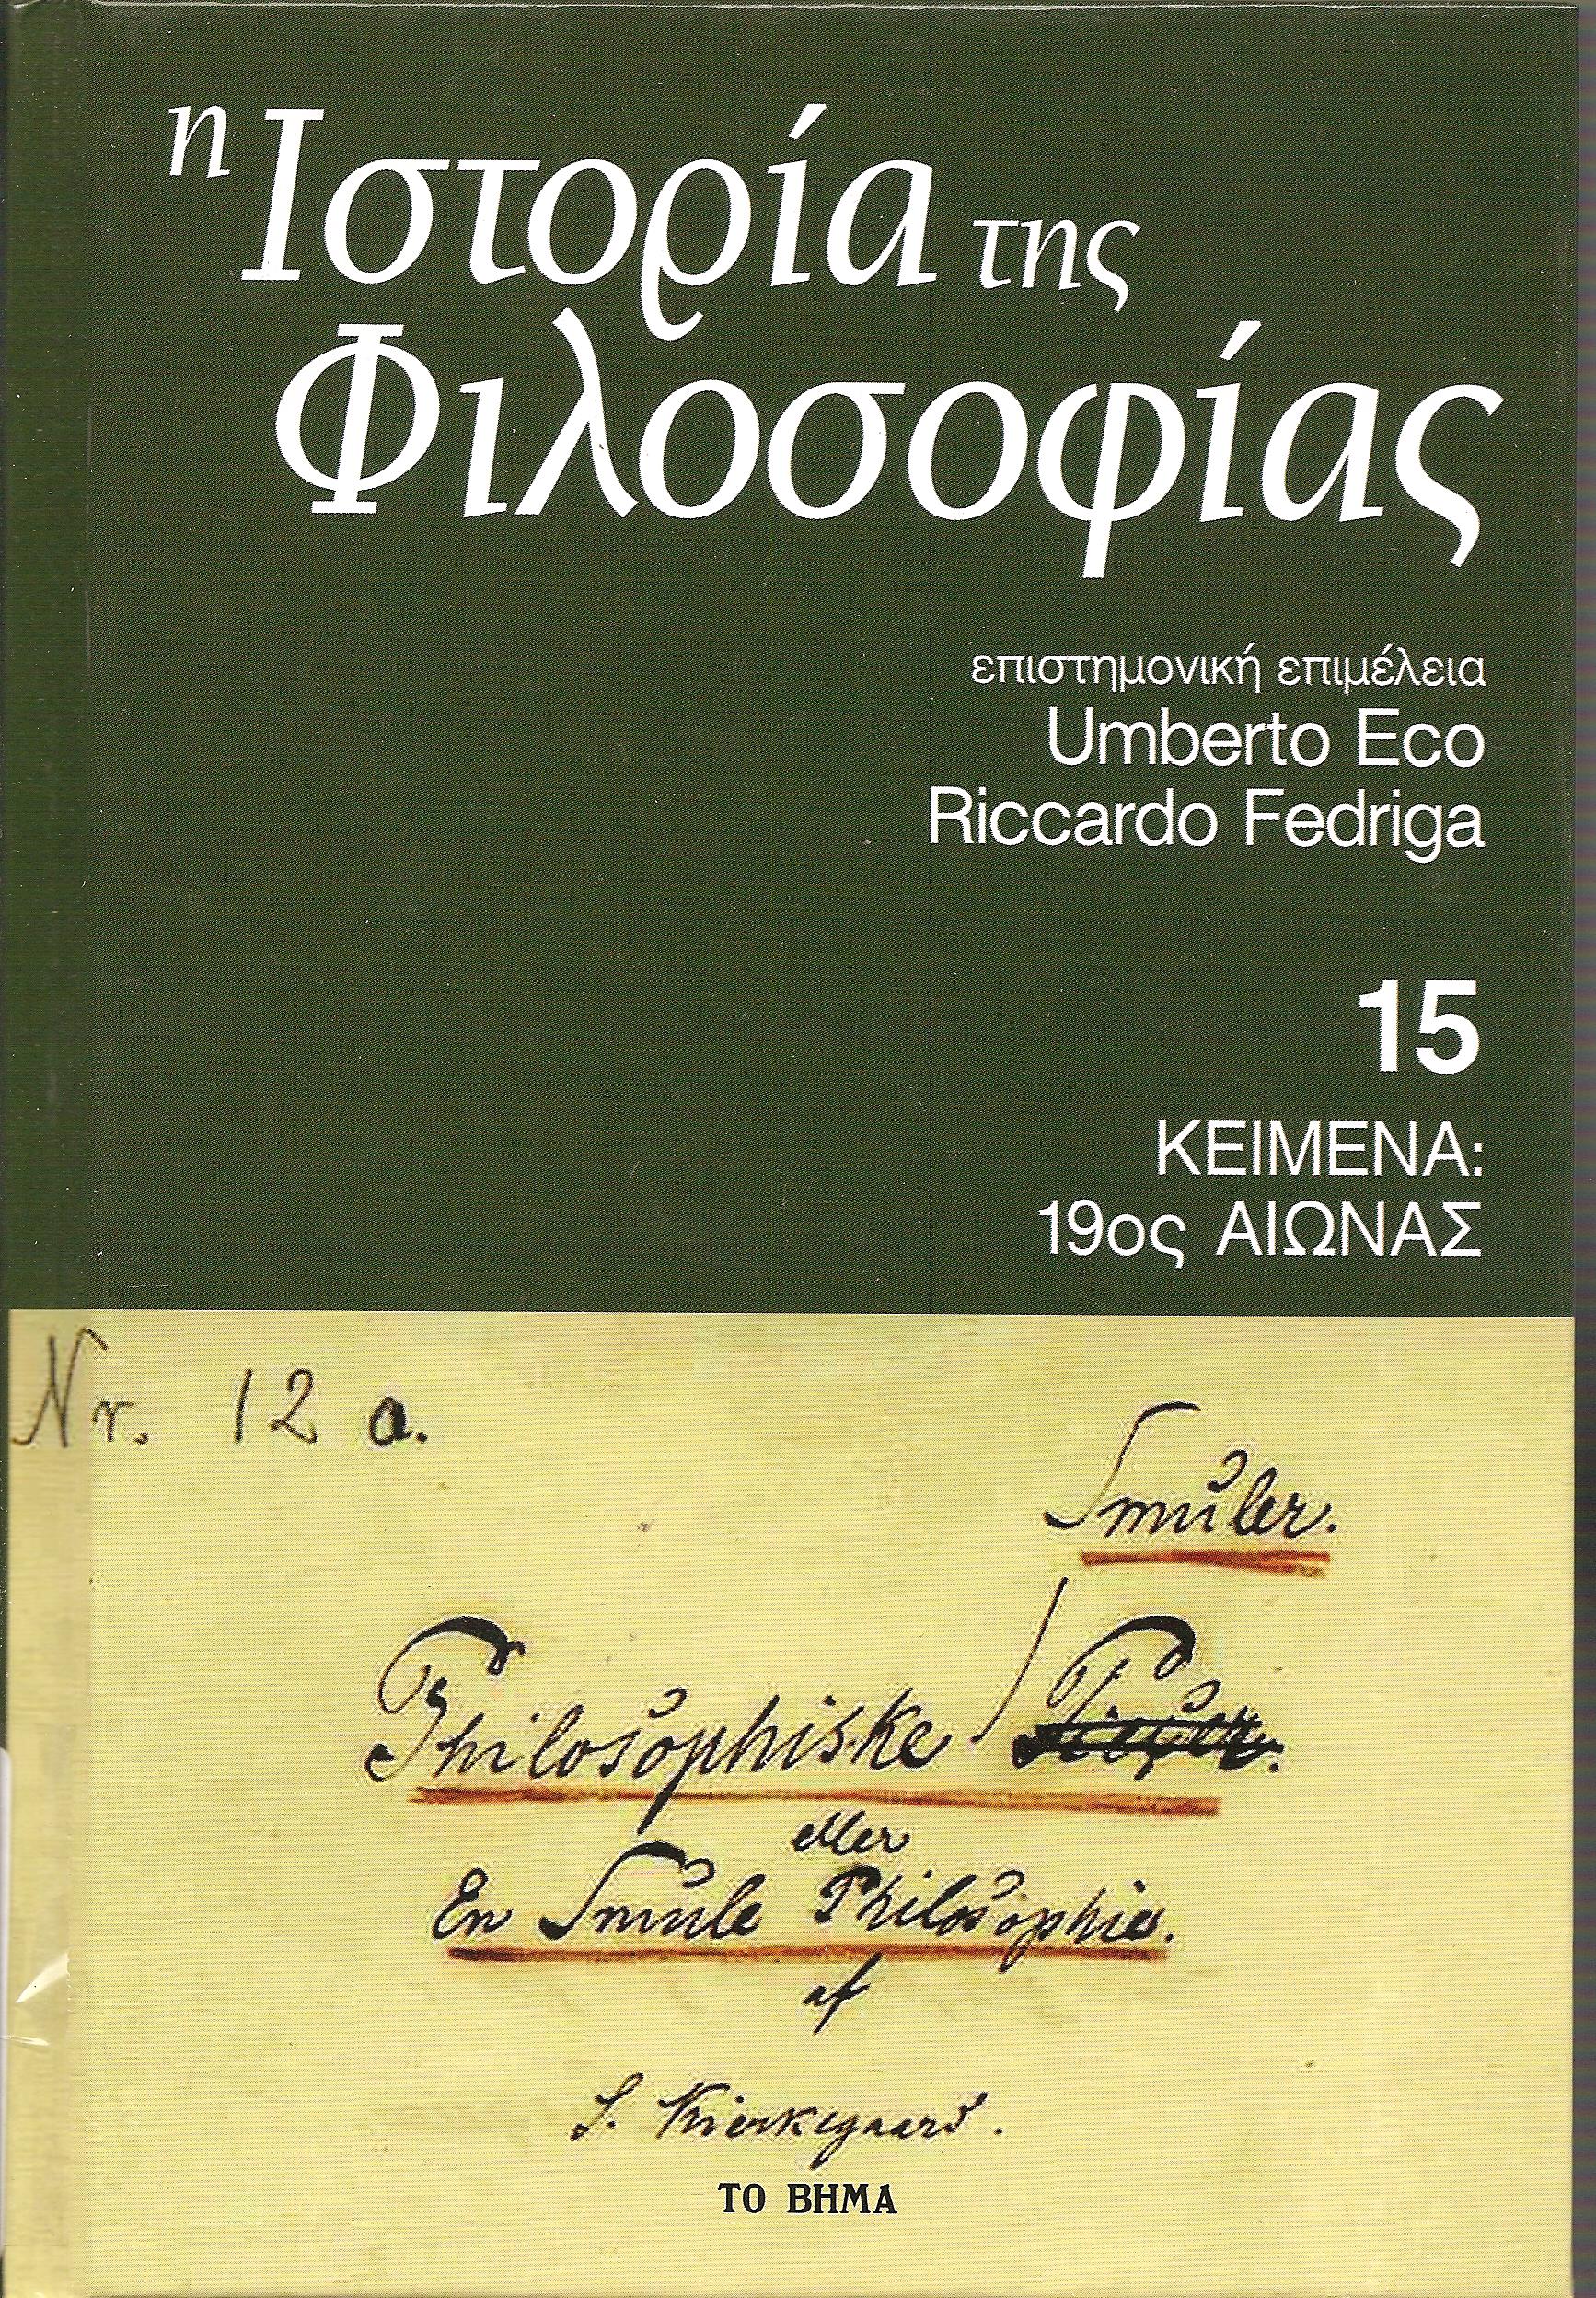 η Ιστορία της
Φιλοσοφίας
επιστημονική επιμέλεια
Umberto Eco
Riccardo Fedriga
15
ΚΕΙΜΕΝΑ:
19ος ΑΙΩΝΑΣ
Nr. 12 a.
Smuler.
Philosophiske
eller
En Smule Philosophie.
af
S. Kierkegaard.
ΤΟ ΒΗΜΑ